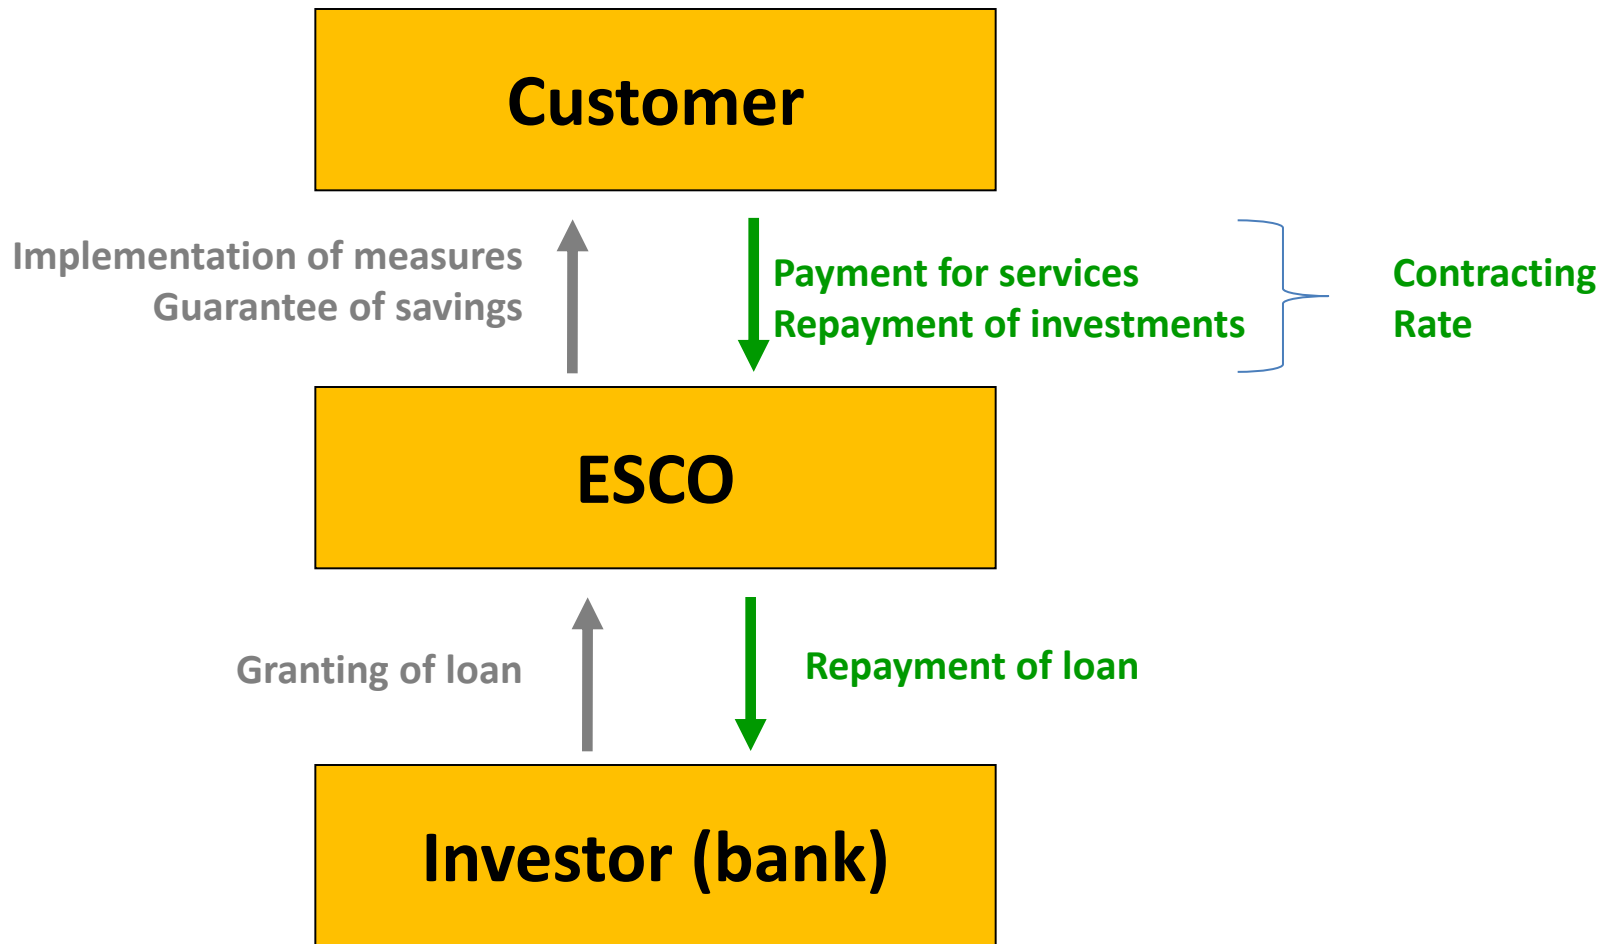 Customer
Implementation of measures
Guarantee of savings
Payment for services
Repayment of investments
Contracting
Rate
ESCO
Granting of loan
Repayment of loan
Investor (bank)